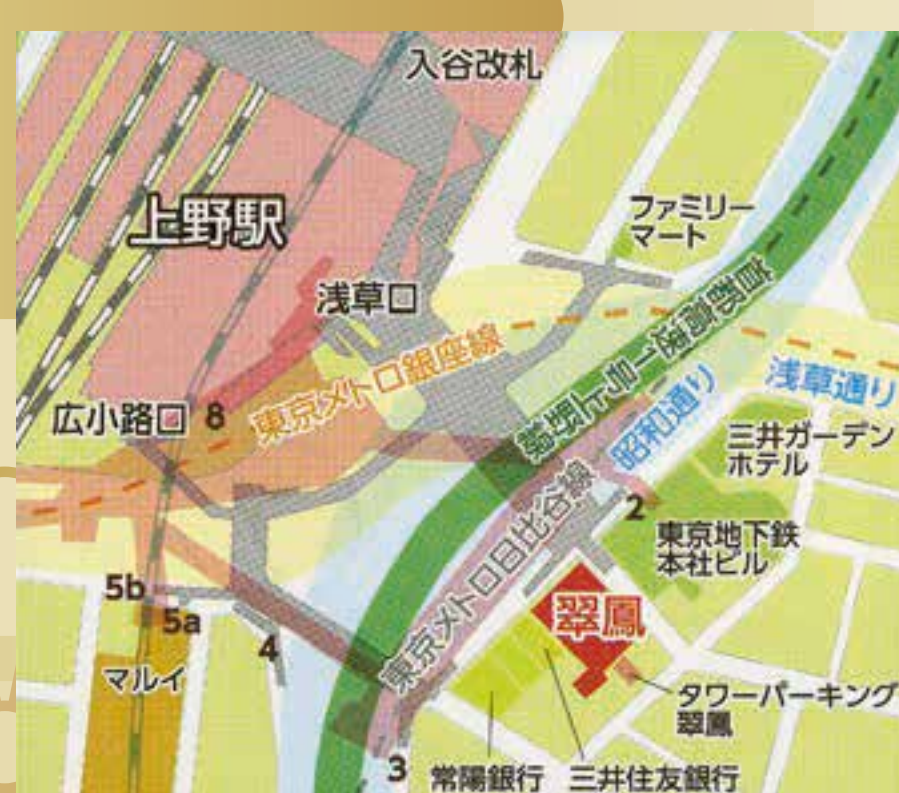 入谷改札
上野駅
ファミリー
マート
浅草口
首都高速1号上野線
東京メトロ銀座線
昭和通り
浅草通り
広小路口
8
三井ガーデン
ホテル
東京メトロ日比谷線
2
東京地下鉄
本社ビル
5b
5a
翠鳳
4
マルイ
タワーパーキング
翠鳳
3
常陽銀行
三井住友銀行